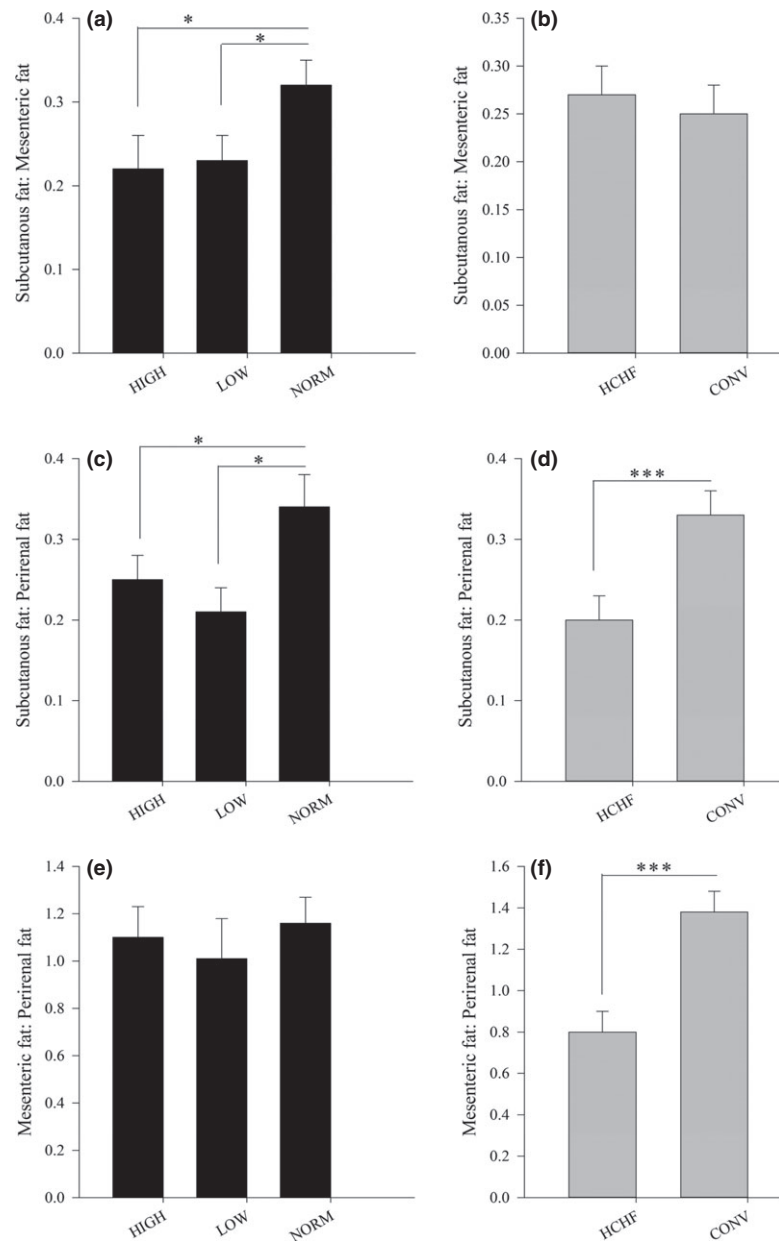 (a)
* 
*
Subcutanous fat: Mesenteric fat
0.4
0.3
0.2
0.1
0.0
HIGH
LOW
NORM
(b)
Subcutanous fat: Mesenteric fat
0.35
0.30
0.25
0.20
0.15
0.10
0.05
0.00
HCHF
CONV
(c)
*
*
Subcutanous fat: Perirenal fat
0.4
0.3
0.2
0.1
0.0
HIGH
LOW
NORM
(d)
***
Subcutanous fat: Perirenal fat
0.4
0.3
0.2
0.1
0.0
HCHF
CONV
(e)
Mesenteric fat: Perirenal fat
1.4
1.2
1.0
0.8
0.6
0.4
0.2
0.0
HIGH
LOW
NORM
(f)
***
Mesenteric fat: Perirenal fat
1.6
1.4
1.2
1.0
0.8
0.6
0.4
0.2
0.0
HCHF
CONV